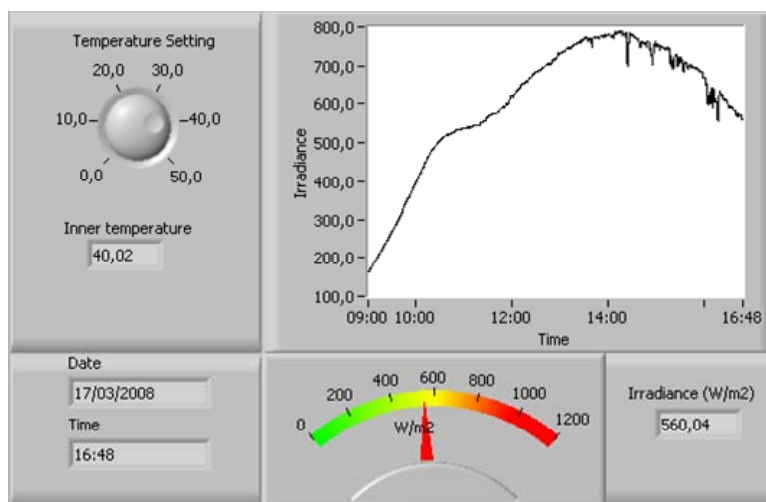 Temperature Setting
20,0 30,0
10,0 40,0
0,0 50,0
Inner temperature
40,02
800,0
700,0
600,0
500,0
400,0
300,0
200,0
100,0
Irradiance
09:00 10:00 12:00 14:00 16:48
Time
Date
17/03/2008
Time
16:48
0 200 400 600 800 1000 1200
W/m2
Irradiance (W/m2)
560,04